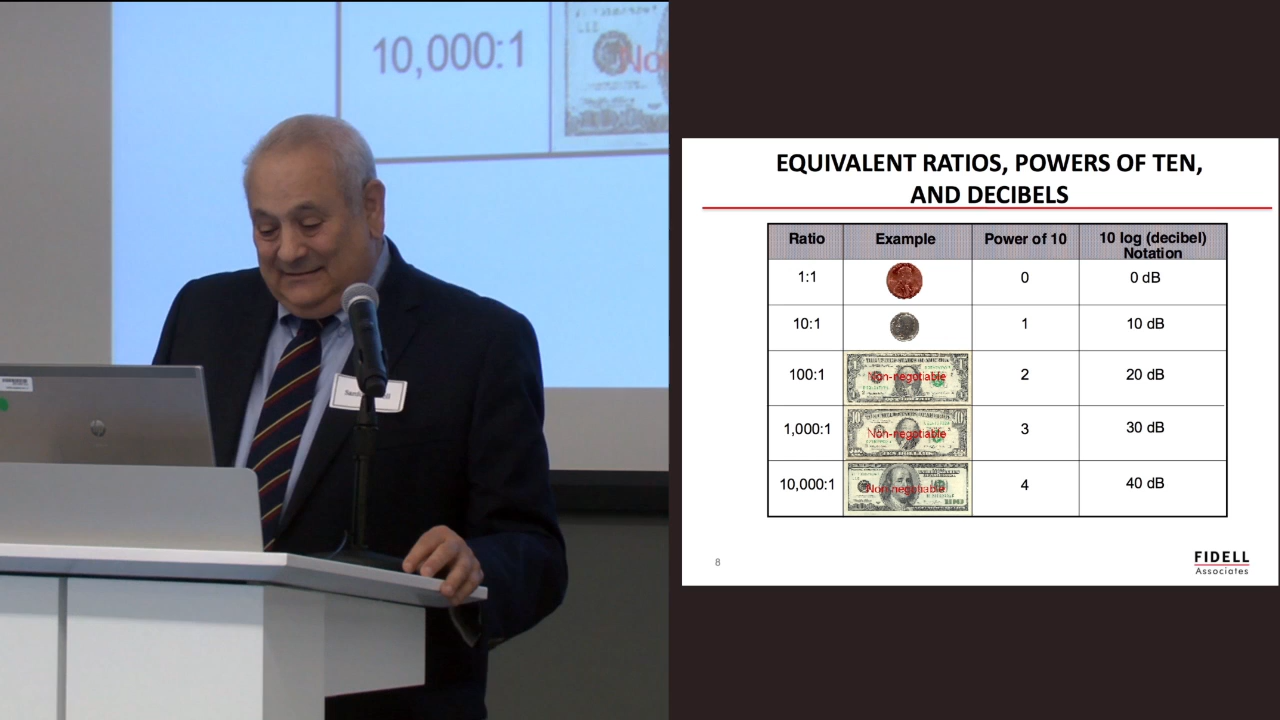 10,000:1
EQUIVALENT RATIOS, POWERS OF TEN,
AND DECIBELS
Ratio Example Power of 10 10 log (decibel)
Notation
1:1 0 0 dB
10:1 1 10 dB
100:1 Non-negotiable 2 20 dB
1,000:1 Non-negotiable 3 30 dB
10,000:1 Non-negotiable 4 40 dB
8
FIDELL
Associates